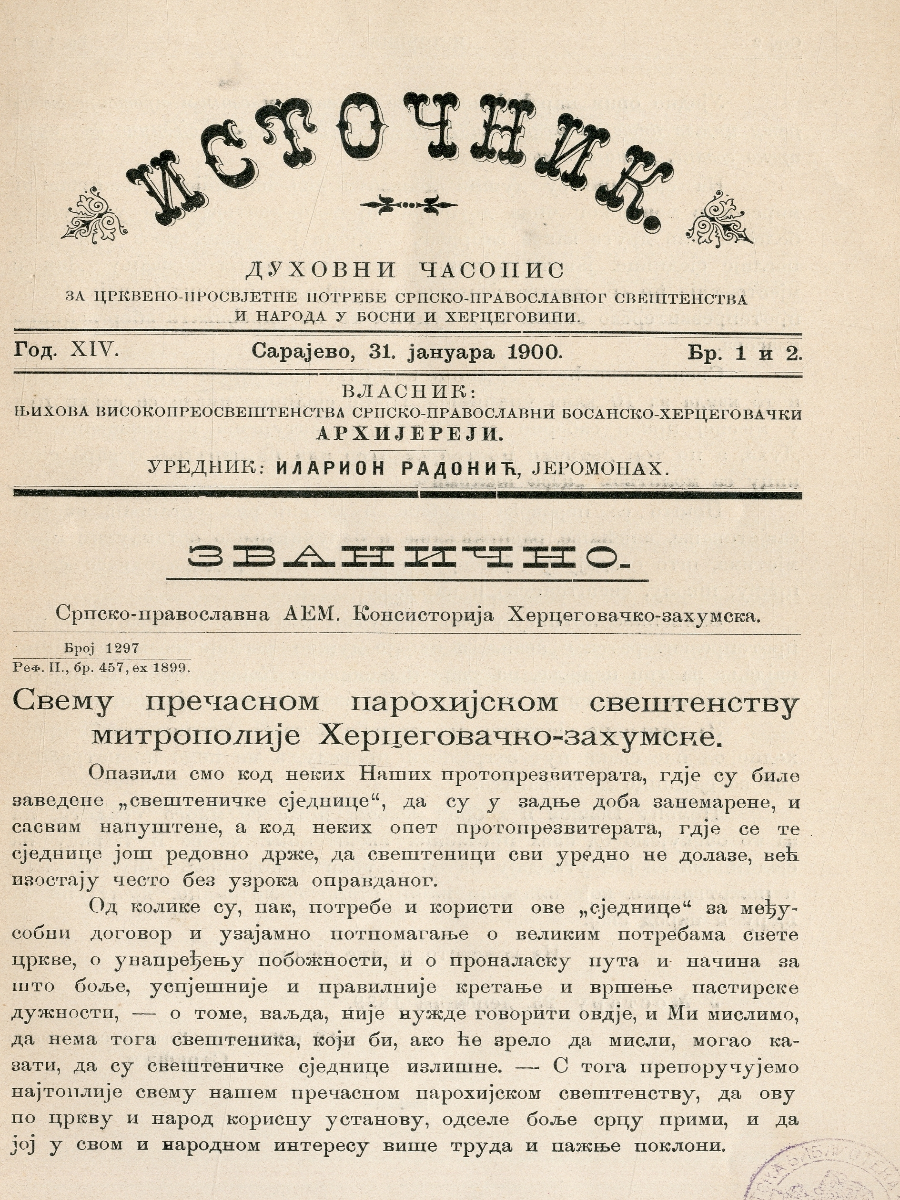 ИСТОЧНИК.
ДУХОВНИ ЧАСОПИС
ЗА ЦРКВЕНО-ПРОСВЈЕТНЕ ПОТРЕБЕ СРПСКО-ПРАВОСЛАВНОГ СВЕШТЕНСТВА
И НАРОДА У БОСНИ И ХЕРЦЕГОВИНИ.
Год. XIV. Сарајево, 31. јануара 1900. Бр. 1 и 2.
ВЛАСНИК:
ЊИХОВА ВИСОКОПРЕОСВЕШТЕНСТВА СРПСКО-ПРАВОСЛАВНИ БОСАНСКО-ХЕРЦЕГОВАЧКИ
АРХИЈЕРЕЈИ.
УРЕДНИК: ИЛАРИОН РАДОНИЋ, ЈЕРОМОНАХ.
ЗВАНИЧНО.
Српско-православна АЕМ. Консисторија Херцеговачко-захумска.
Број 1297
Реф. II., бр. 457, ex 1899.
Свему пречасном парохијском свештенству
митрополије Херцеговачко-захумске.
Опазили смо код неких Наших протопрезвитерата, гдје су биле
заведене „свештеничке сједнице“, да су у задње доба занемарене, и
сасвим напуштене, а код неких опет протопрезвитерата, гдје се те
сједнице још редовно држе, да свештеници сви уредно не долазе, већ
изостају често без узрока оправданог.
Од колике су, пак, потребе и користи ове „сједнице“ за међу-
собни договор и узајамно потпомагање о великим потребама свете
цркве, о унапређењу побожности, и о проналаску пута и начина за
што боље, успјешније и правилније кретање и вршење пастирске
дужности, — о томе, ваљда, није нужде говорити овдје, и Ми мислимо,
да нема тога свештеника, који би, ако ће зрело да мисли, могао ка-
зати, да су свештеничке сједнице излишне. — С тога препоручујемо
најтоплије свему нашем пречасном парохијском свештенству, да ову
по цркву и народ корисну установу, одселе боље срцу прими, и да
јој у свом и народном интересу више труда и пажње поклони.